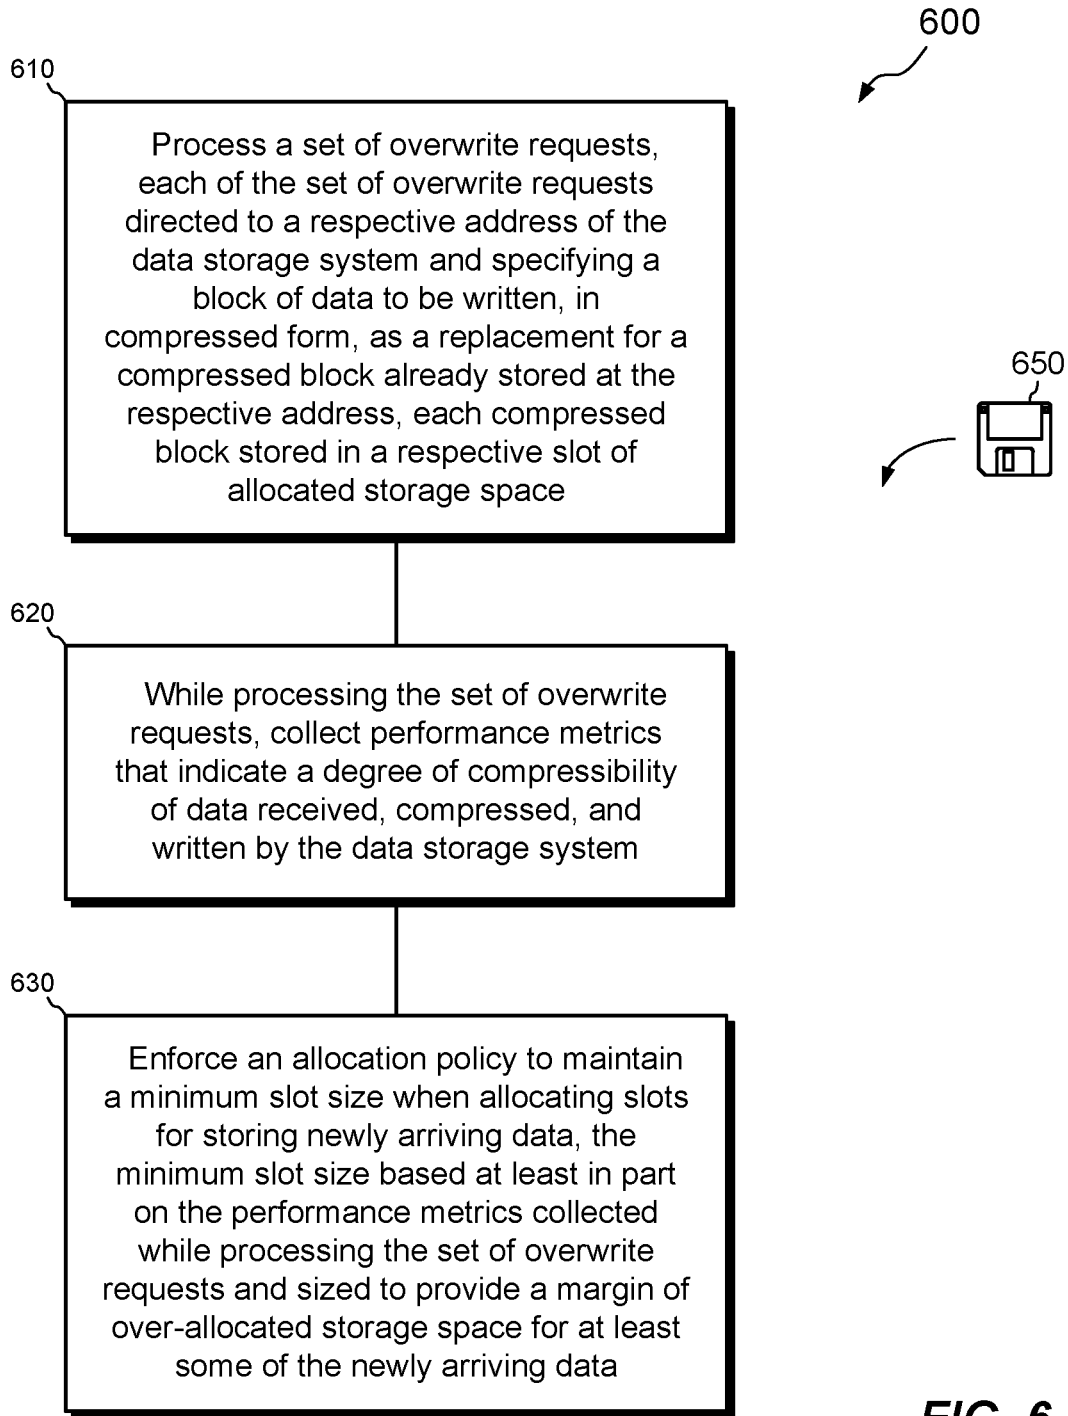 600
610
Process a set of overwrite requests,
each of the set of overwrite requests
directed to a respective address of the
data storage system and specifying a
block of data to be written, in
compressed form, as a replacement for a
compressed block already stored at the
respective address, each compressed
block stored in a respective slot of
allocated storage space
650
620
While processing the set of overwrite
requests, collect performance metrics
that indicate a degree of compressibility
of data received, compressed, and
written by the data storage system
630
Enforce an allocation policy to maintain
a minimum slot size when allocating slots
for storing newly arriving data, the
minimum slot size based at least in part
on the performance metrics collected
while processing the set of overwrite
requests and sized to provide a margin of
over-allocated storage space for at least
some of the newly arriving data
FIG. 6